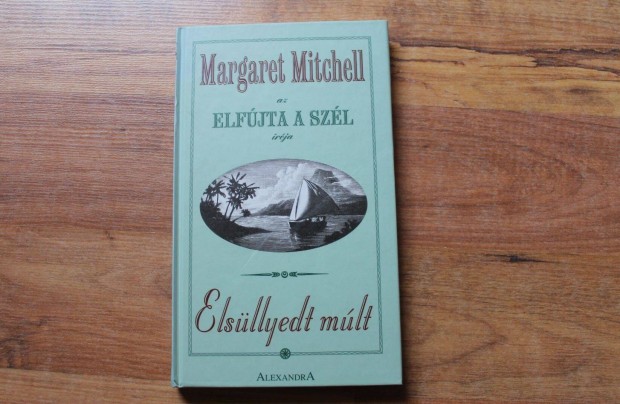 Margaret Mitchell
az
ELFÚJTA A SZÉL
írója
Elsüllyedt múlt
ALEXANDRA